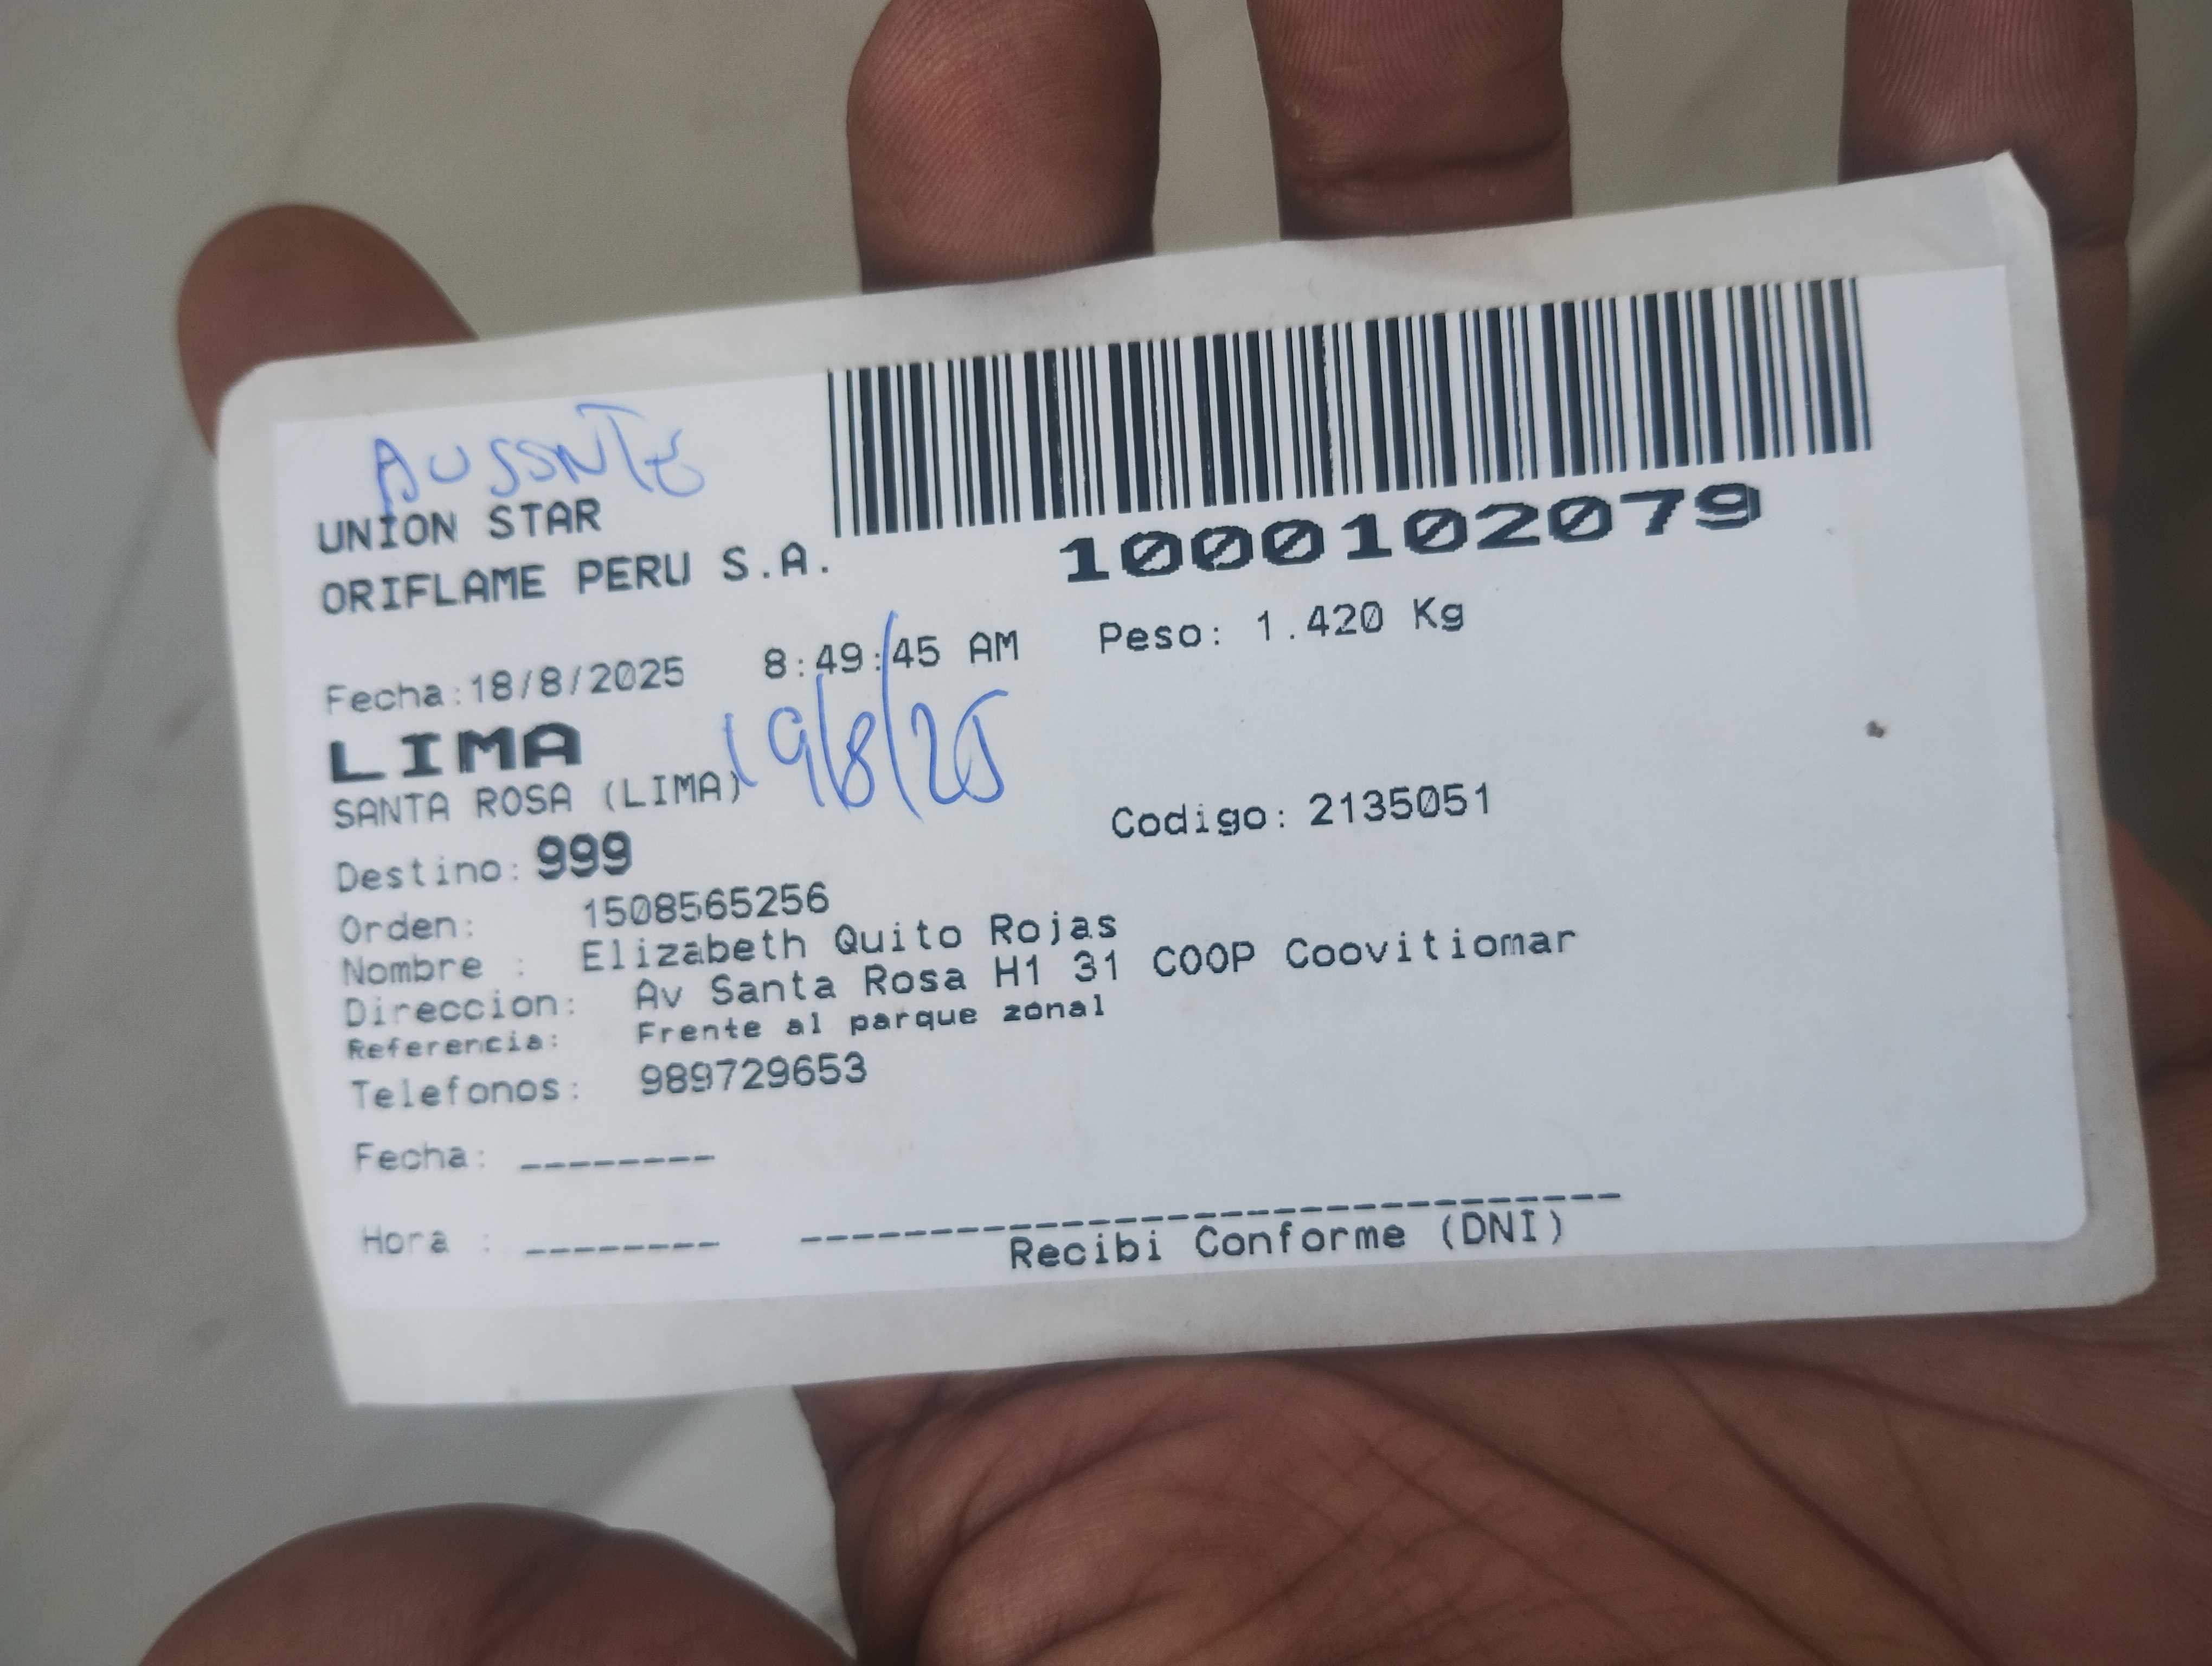 AUSSNTE
UNION STAR
ORIFLAME PERU S.A.
1000102079
Fecha:18/8/2025 8:49:45 AM Peso: 1.420 Kg
LIMA
19/8/25
SANTA ROSA (LIMA)
Codigo: 2135051
Destino: 999
Orden: 1508565256
Nombre : Elizabeth Quito Rojas
Direccion: Av Santa Rosa H1 31 COOP Coovitiomar
Referencia: Frente al parque zonal
Telefonos: 989729653
Fecha: --------
Hora : --------
Recibi Conforme (DNI)